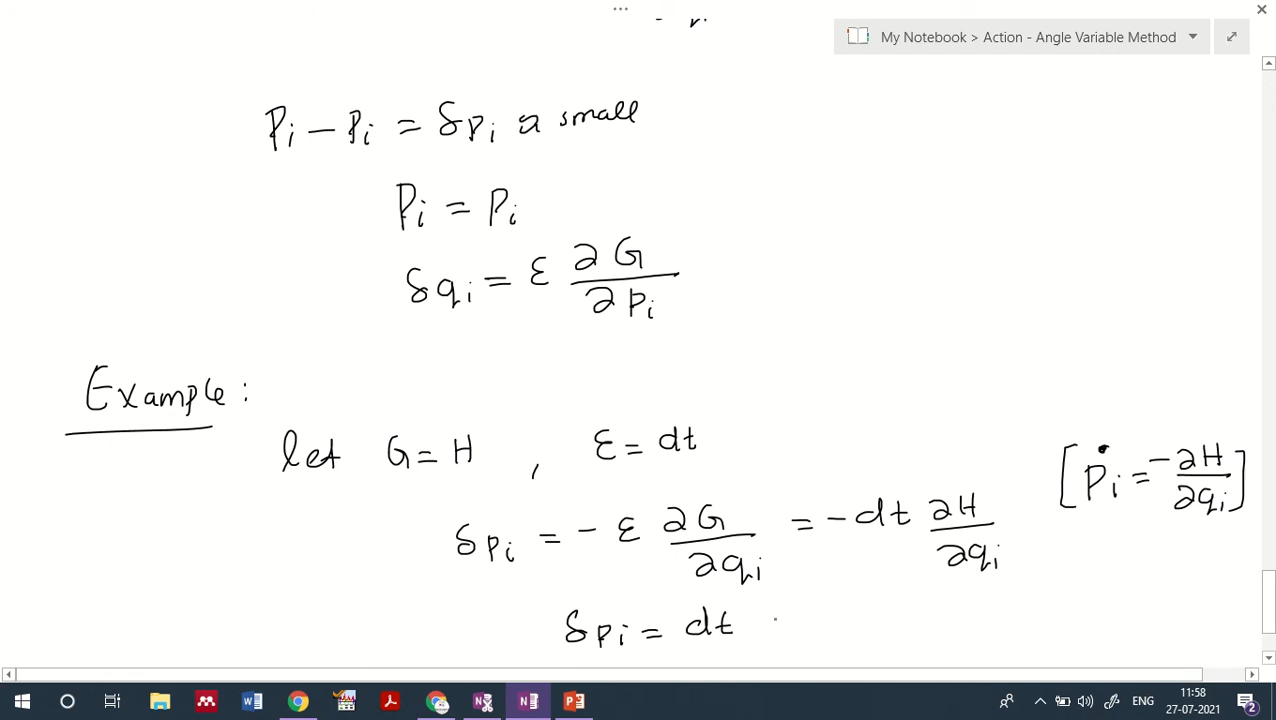 My Notebook > Action - Angle Variable Method
Pi − pi = δpi a small
Pi = pi
δqi = ε ∂G/∂pi
Example:
let G = H , ε = dt
[ṗi = −∂H/∂qi]
δpi = − ε ∂G/∂qi = − dt ∂H/∂qi
δpi = dt
ENG
11:58
27-07-2021
2